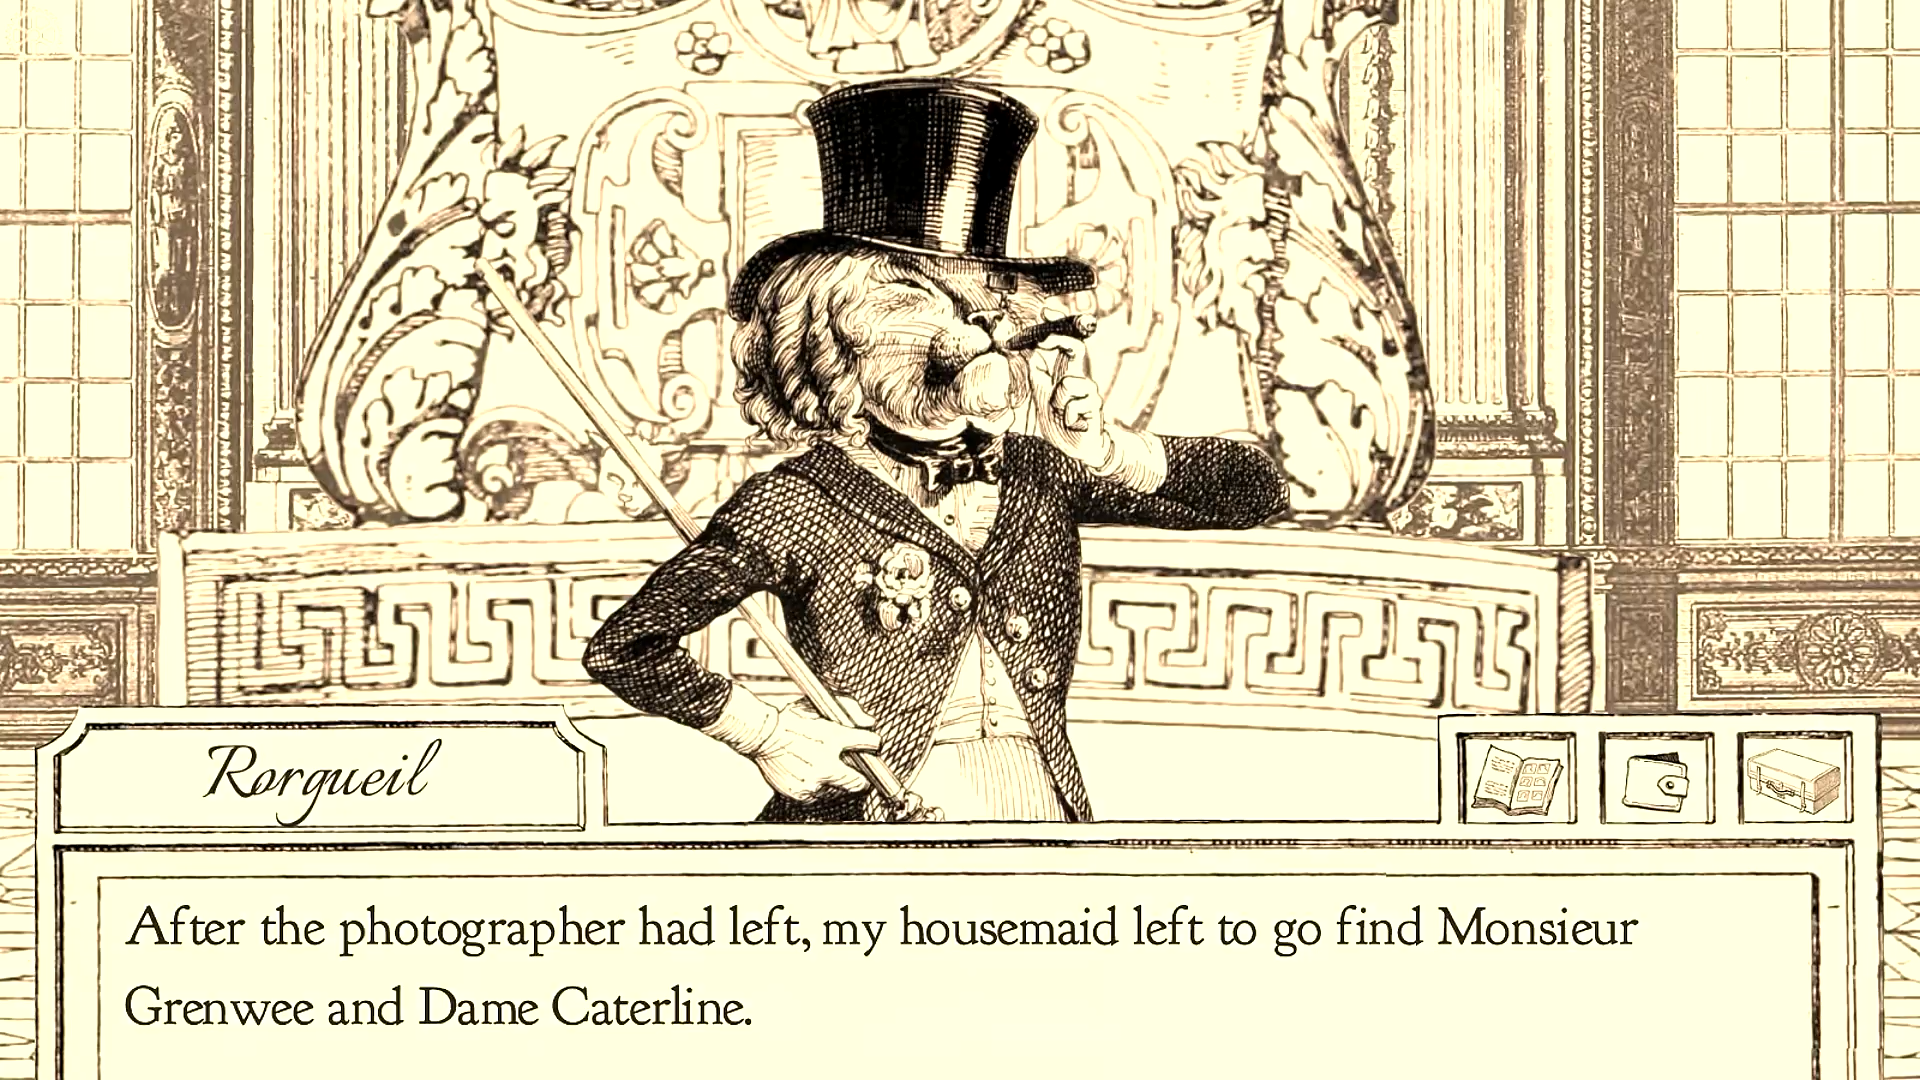 Rorgueil
After the photographer had left, my housemaid left to go find Monsieur
Grenwee and Dame Caterline.